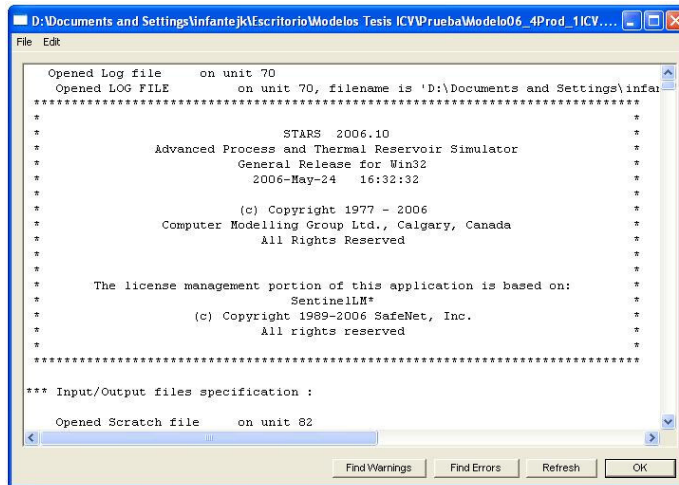 D:\Documents and Settings\infantejk\Escritorio\Modelos Tesis ICV\Prueba\Modelo06_4Prod_1ICV....
File Edit
Opened Log file on unit 70
Opened LOG FILE on unit 70, filename is 'D:\Documents and Settings\infan
********************************************************************************
* *
* STARS 2006.10 *
* Advanced Process and Thermal Reservoir Simulator *
* General Release for Win32 *
* 2006-May-24 16:32:32 *
* *
* (c) Copyright 1977 - 2006 *
* Computer Modelling Group Ltd., Calgary, Canada *
* All Rights Reserved *
* *
* *
* The license management portion of this application is based on: *
* SentinelLM* *
* (c) Copyright 1989-2006 SafeNet, Inc. *
* All rights reserved *
* *
********************************************************************************
*** Input/Output files specification :
Opened Scratch file on unit 82
Find Warnings Find Errors Refresh OK